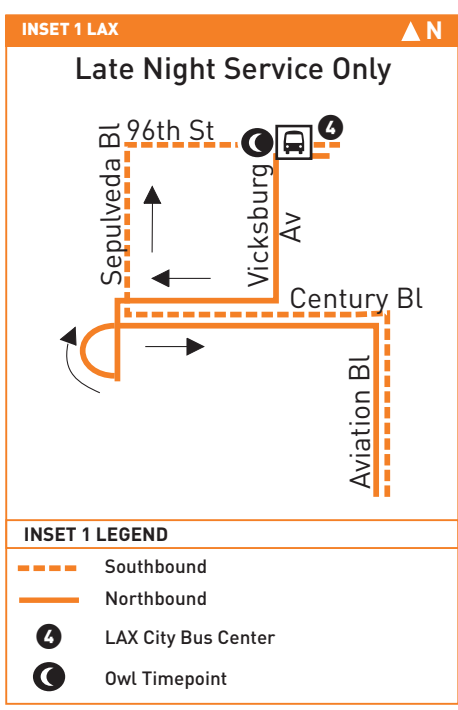 INSET 1 LAX
N
Late Night Service Only
96th St
4
Sepulveda Bl
Vicksburg
Av
Century Bl
Aviation Bl
INSET 1 LEGEND
Southbound
Northbound
4 LAX City Bus Center
Owl Timepoint